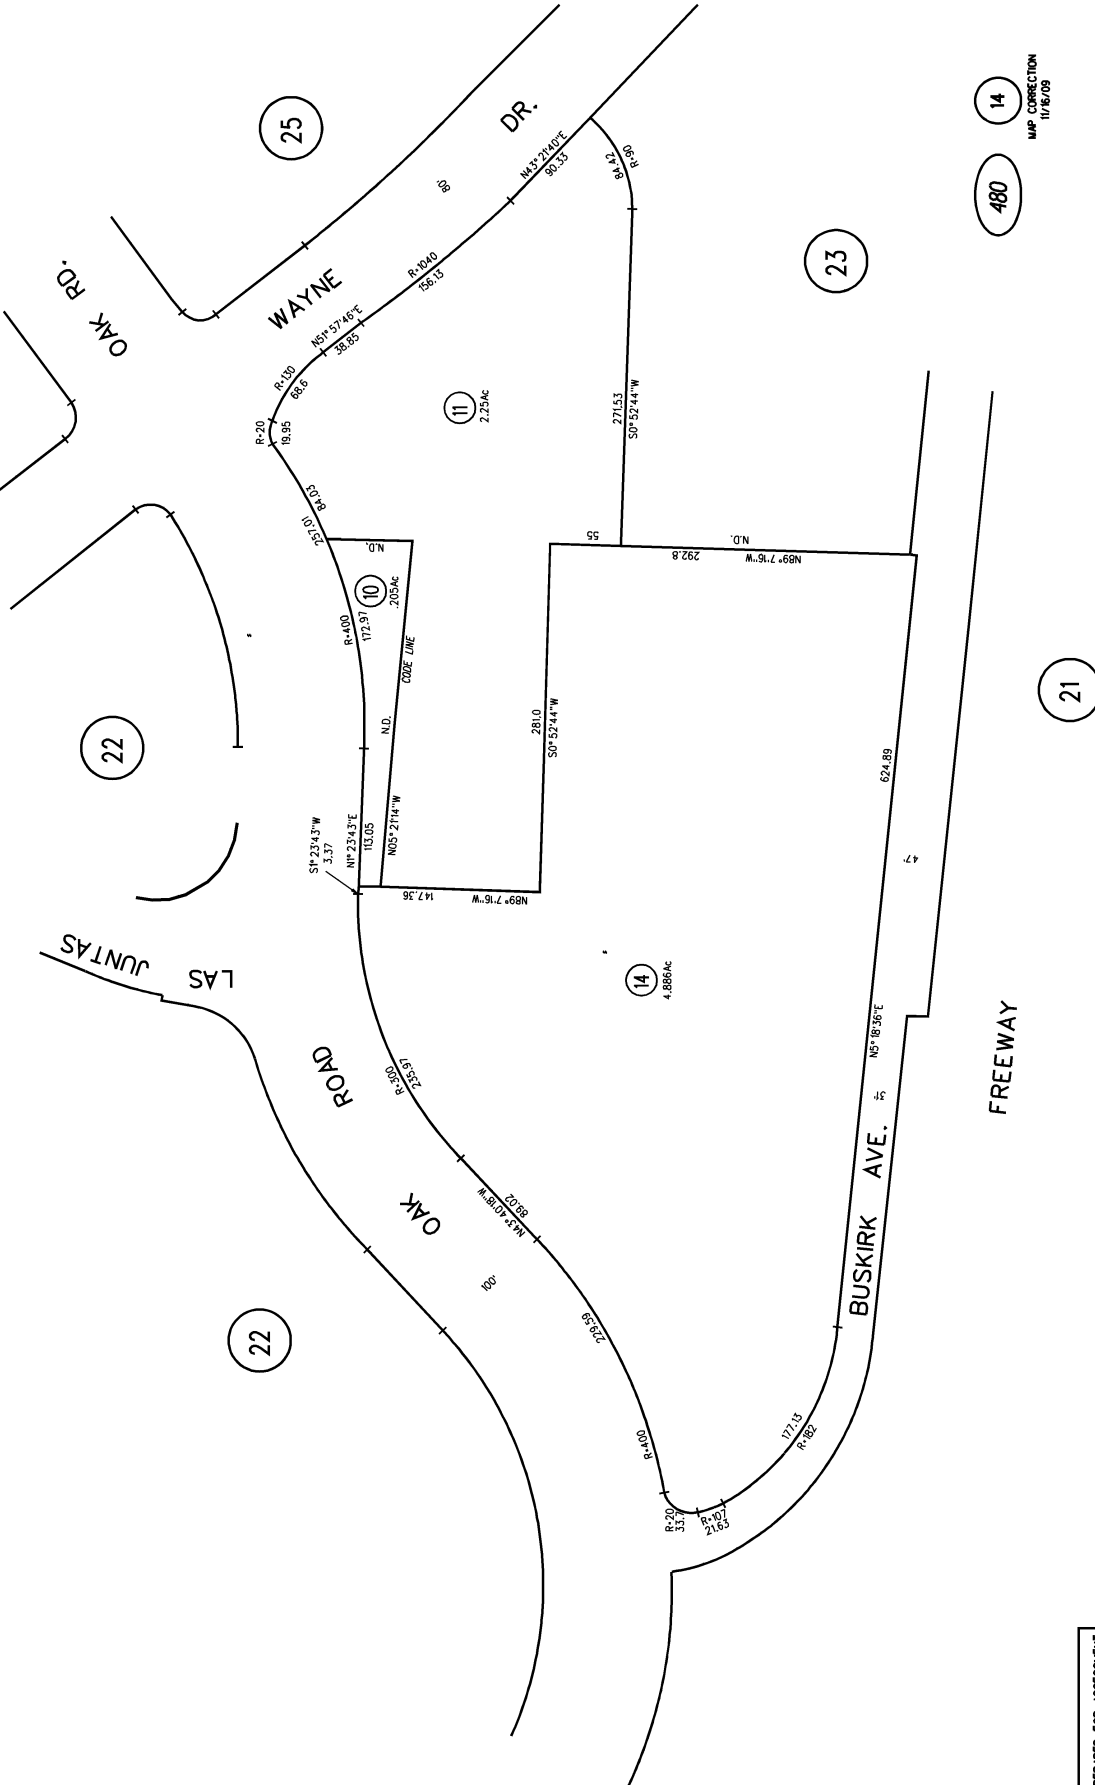 25
DR.
14
MAP CORRECTION
11/16/09
480
N43°21'40"E
90.33
84.42
R=90
80'
OAK RD.
WAYNE
R=1040
156.13
23
N51°57'46"E
38.85
R=130
68.6
R=20
19.95
11
2.25Ac
271.53
S0°52'44"W
84.03
257.01
N.D.
10
.205Ac
R=400
172.97
CODE LINE
N.D.
55
292.8
N.D.
N89°7'16"W
22
281.0
S0°52'44"W
21
624.89
47'
S1°23'43"W
3.37
N1°23'43"E
113.05
N05°21'14"W
147.36
N89°7'16"W
LAS JUNTAS
14
4.886Ac
N5°18'36"E
31'
FREEWAY
ROAD
R=300
235.97
OAK
N43°40'18"W
89.02
100'
BUSKIRK AVE.
22
229.59
R=400
177.13
R=182
R=20
33.7
R=107
21.63